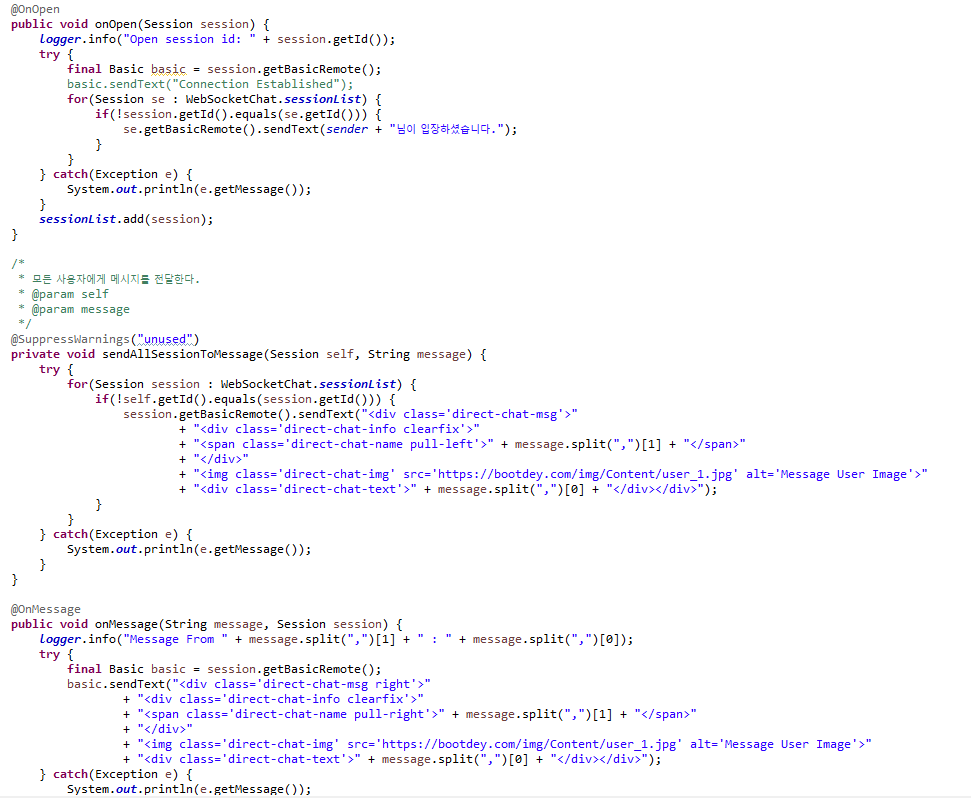 @OnOpen
public void onOpen(Session session) {
    logger.info("Open session id: " + session.getId());
    try {
        final Basic basic = session.getBasicRemote();
        basic.sendText("Connection Established");
        for(Session se : WebSocketChat.sessionList) {
            if(!session.getId().equals(se.getId())) {
                se.getBasicRemote().sendText(sender + "님이 입장하셨습니다.");
            }
        }
    } catch(Exception e) {
        System.out.println(e.getMessage());
    }
    sessionList.add(session);
}
/*
 * 모든 사용자에게 메시지를 전달한다.
 * @param self
 * @param message
 */
@SuppressWarnings("unused")
private void sendAllSessionToMessage(Session self, String message) {
    try {
        for(Session session : WebSocketChat.sessionList) {
            if(!self.getId().equals(session.getId())) {
                session.getBasicRemote().sendText("<div class='direct-chat-msg'>"
                        + "<div class='direct-chat-info clearfix'>"
                        + "<span class='direct-chat-name pull-left'>" + message.split(",")[1] + "</span>"
                        + "</div>"
                        + "<img class='direct-chat-img' src='https://bootdey.com/img/Content/user_1.jpg' alt='Message User Image'>"
                        + "<div class='direct-chat-text'>" + message.split(",")[0] + "</div></div>");
            }
        }
    } catch(Exception e) {
        System.out.println(e.getMessage());
    }
}
@OnMessage
public void onMessage(String message, Session session) {
    logger.info("Message From " + message.split(",")[1] + " : " + message.split(",")[0]);
    try {
        final Basic basic = session.getBasicRemote();
        basic.sendText("<div class='direct-chat-msg right'>"
                + "<div class='direct-chat-info clearfix'>"
                + "<span class='direct-chat-name pull-right'>" + message.split(",")[1] + "</span>"
                + "</div>"
                + "<img class='direct-chat-img' src='https://bootdey.com/img/Content/user_1.jpg' alt='Message User Image'>"
                + "<div class='direct-chat-text'>" + message.split(",")[0] + "</div></div>");
    } catch(Exception e) {
        System.out.println(e.getMessage());